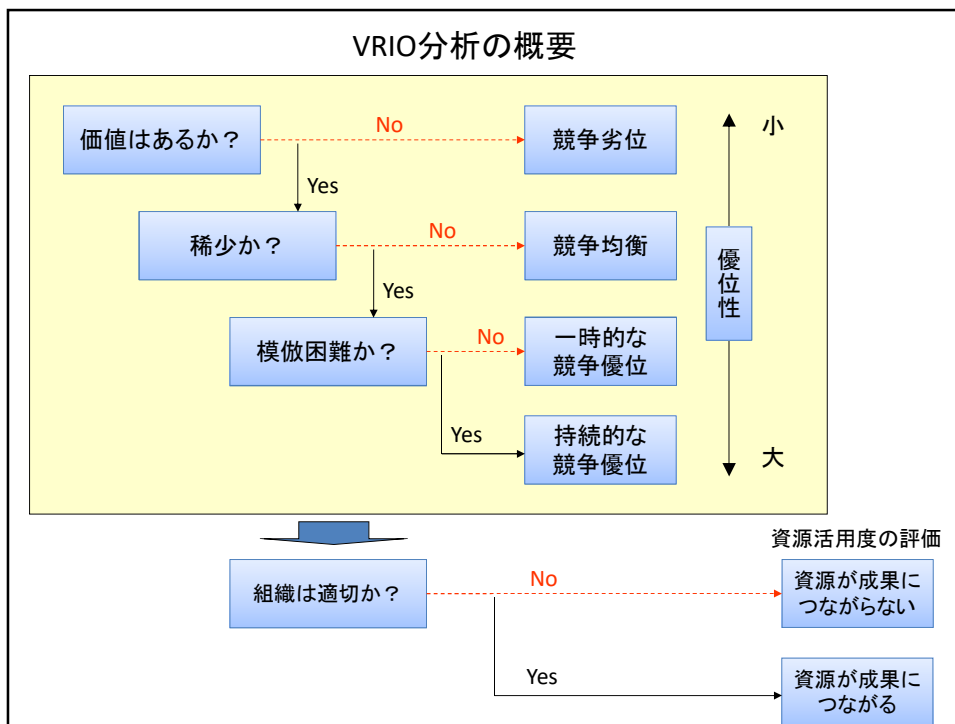 VRIO分析の概要
価値はあるか？
No
競争劣位
小
Yes
稀少か？
No
競争均衡
優位性
Yes
模倣困難か？
No
一時的な
競争優位
Yes
持続的な
競争優位
大
資源活用度の評価
組織は適切か？
No
資源が成果に
つながらない
Yes
資源が成果に
つながる